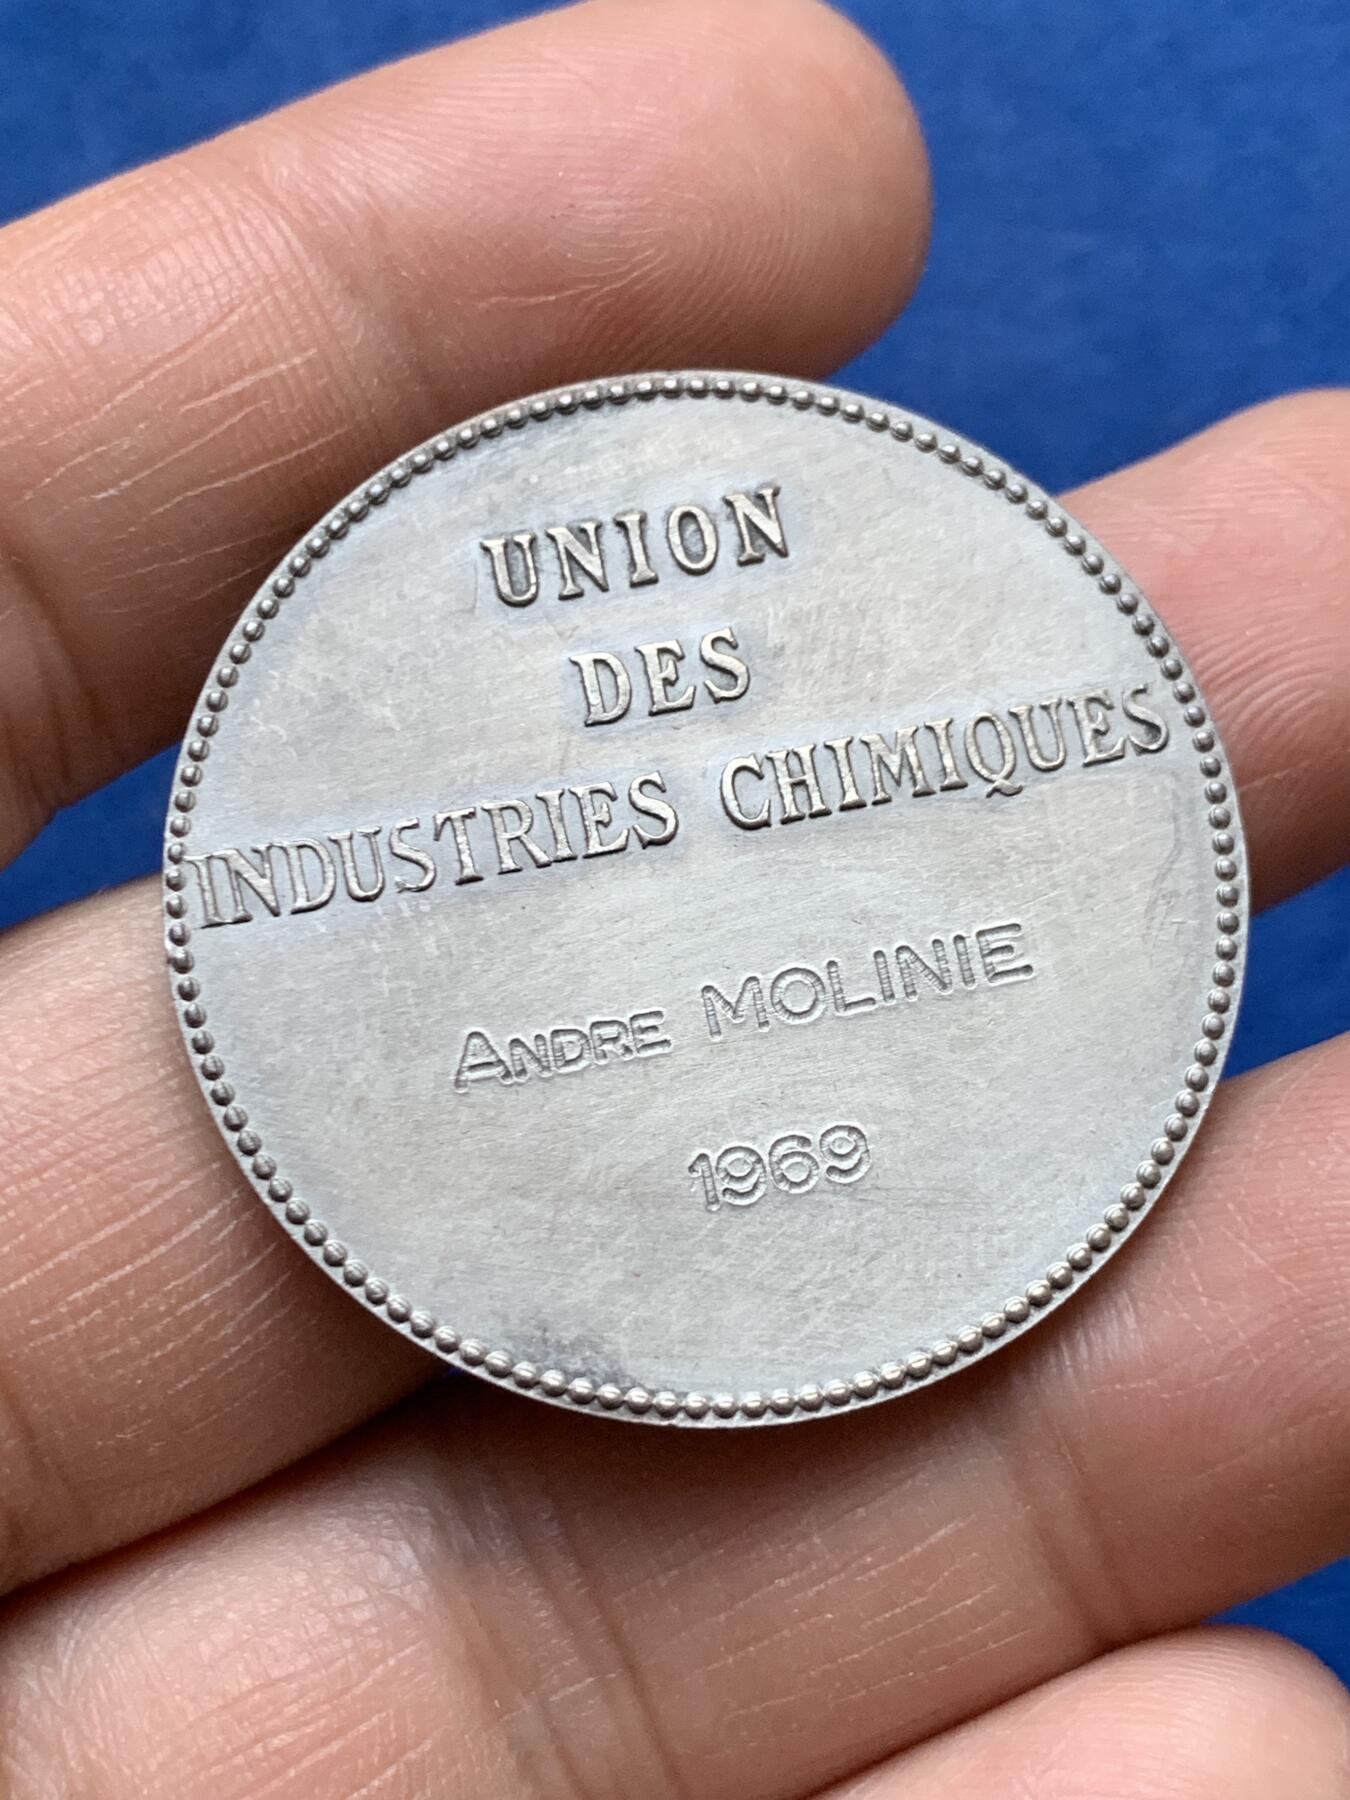 UNION
DES
INDUSTRIES CHIMIQUES
ANDRE MOLINIE
1969